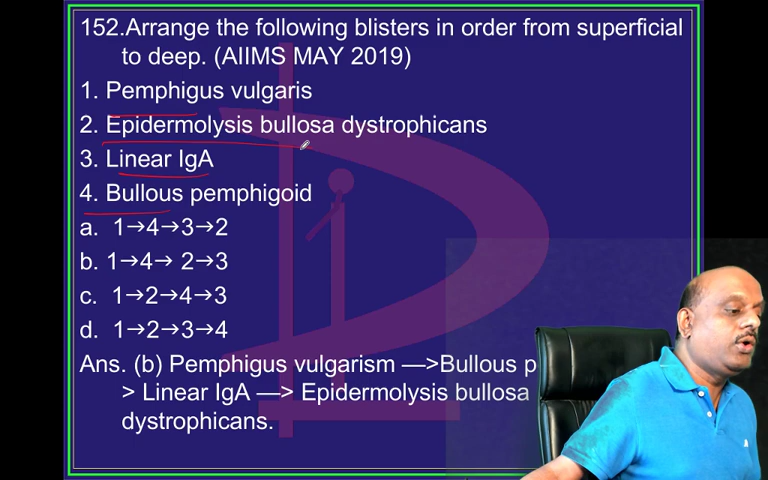 152.Arrange the following blisters in order from superficial
to deep. (AIIMS MAY 2019)
1. Pemphigus vulgaris
2. Epidermolysis bullosa dystrophicans
3. Linear IgA
4. Bullous pemphigoid
a. 1→4→3→2
b. 1→4→ 2→3
c. 1→2→4→3
d. 1→2→3→4
Ans. (b) Pemphigus vulgarism —>Bullous p
> Linear IgA —> Epidermolysis bullosa
dystrophicans.